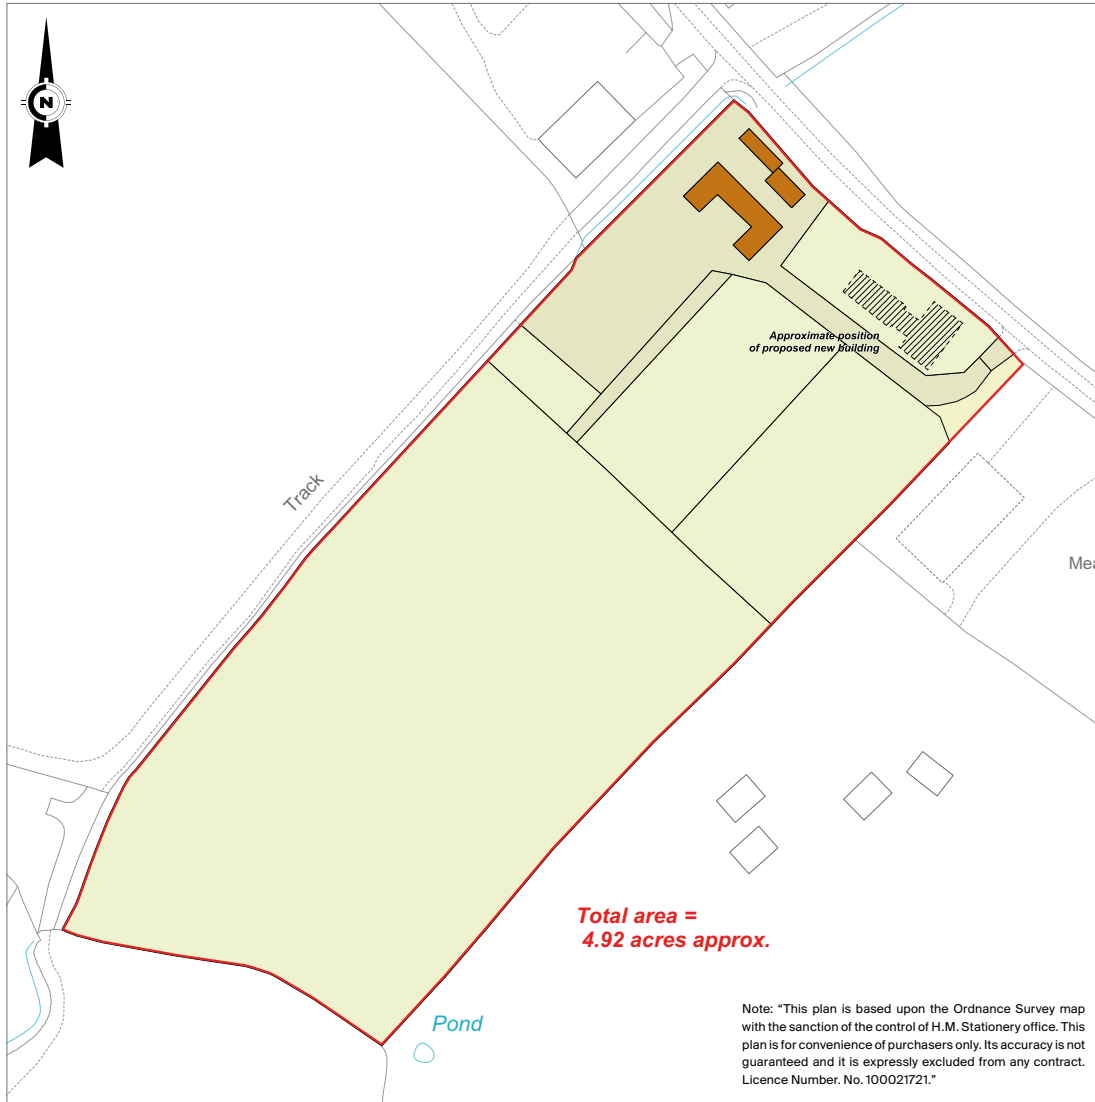 N
Approximate position
of proposed new building
Track
Mea
Total area =
4.92 acres approx.
Pond
Note: “This plan is based upon the Ordnance Survey map
with the sanction of the control of H.M. Stationery office. This
plan is for convenience of purchasers only. Its accuracy is not
guaranteed and it is expressly excluded from any contract.
Licence Number. No. 100021721.”